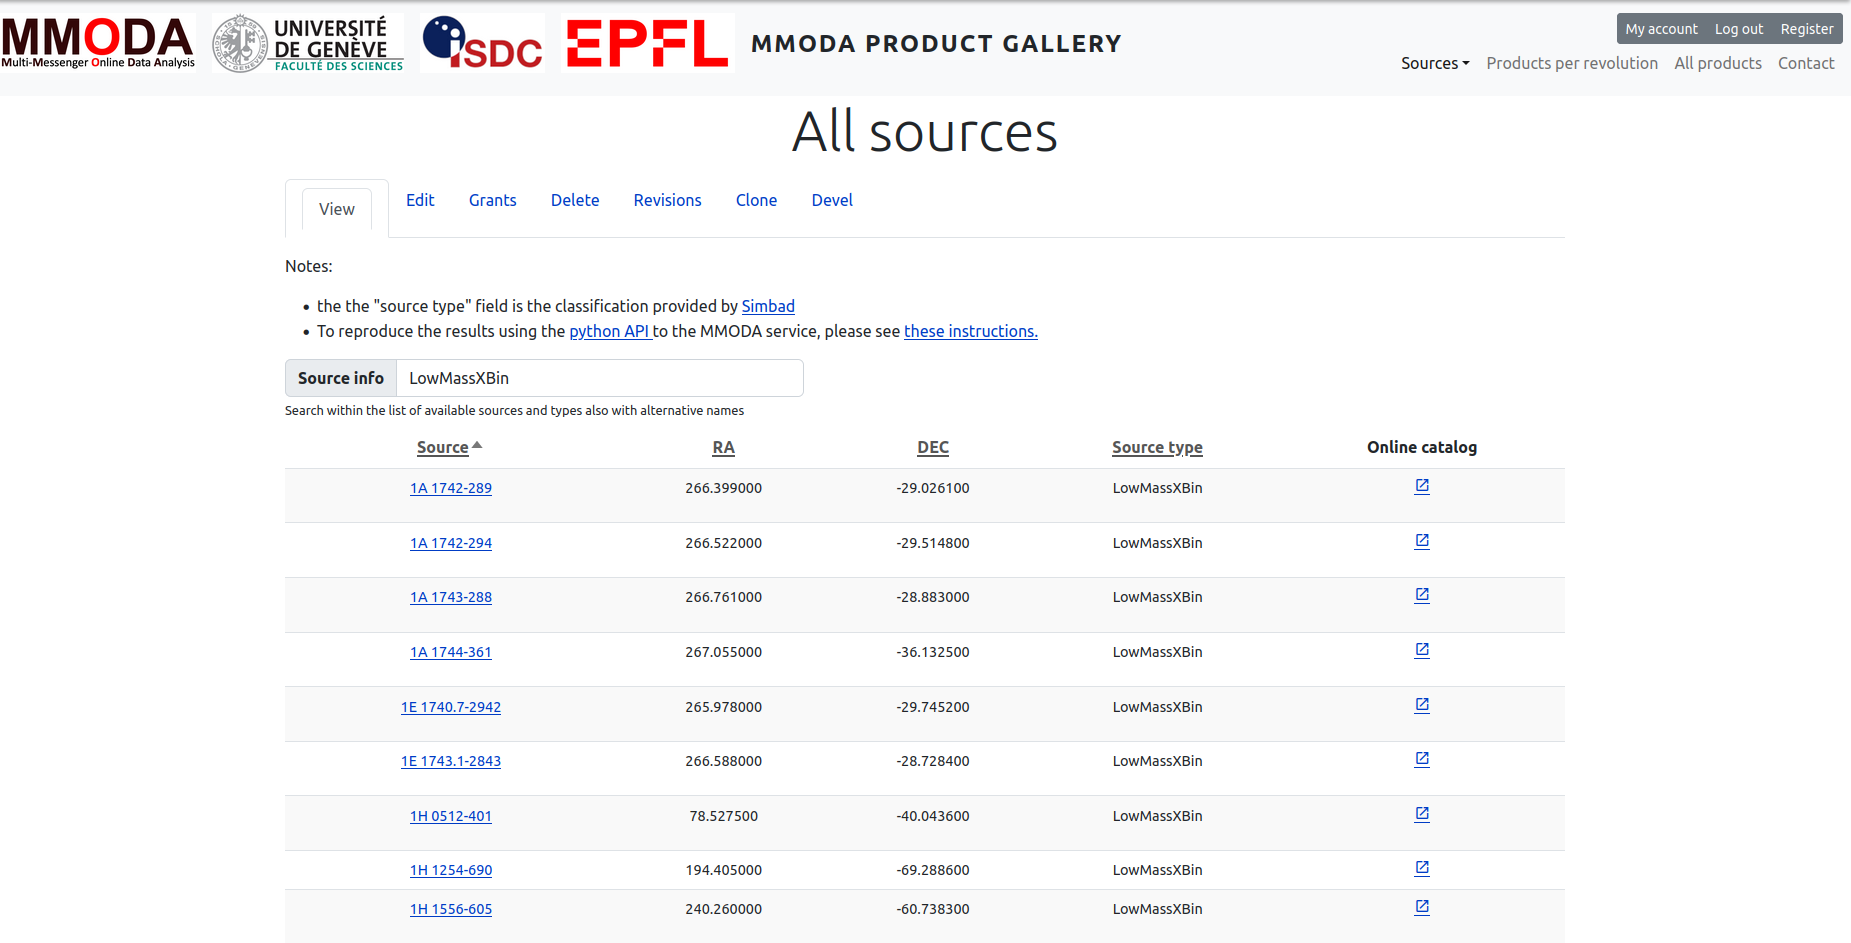 MMODA
Multi-Messenger Online Data Analysis
UNIVERSITÉ
DE GENÈVE
FACULTÉ DES SCIENCES
ISDC
EPFL
MMODA PRODUCT GALLERY
My account Log out Register
Sources Products per revolution All products Contact
All sources
View Edit Grants Delete Revisions Clone Devel
Notes:
• the the "source type" field is the classification provided by Simbad
• To reproduce the results using the python API to the MMODA service, please see these instructions.
Source info LowMassXBin
Search within the list of available sources and types also with alternative names
Source RA DEC Source type Online catalog
1A 1742-289 266.399000 -29.026100 LowMassXBin
1A 1742-294 266.522000 -29.514800 LowMassXBin
1A 1743-288 266.761000 -28.883000 LowMassXBin
1A 1744-361 267.055000 -36.132500 LowMassXBin
1E 1740.7-2942 265.978000 -29.745200 LowMassXBin
1E 1743.1-2843 266.588000 -28.728400 LowMassXBin
1H 0512-401 78.527500 -40.043600 LowMassXBin
1H 1254-690 194.405000 -69.288600 LowMassXBin
1H 1556-605 240.260000 -60.738300 LowMassXBin